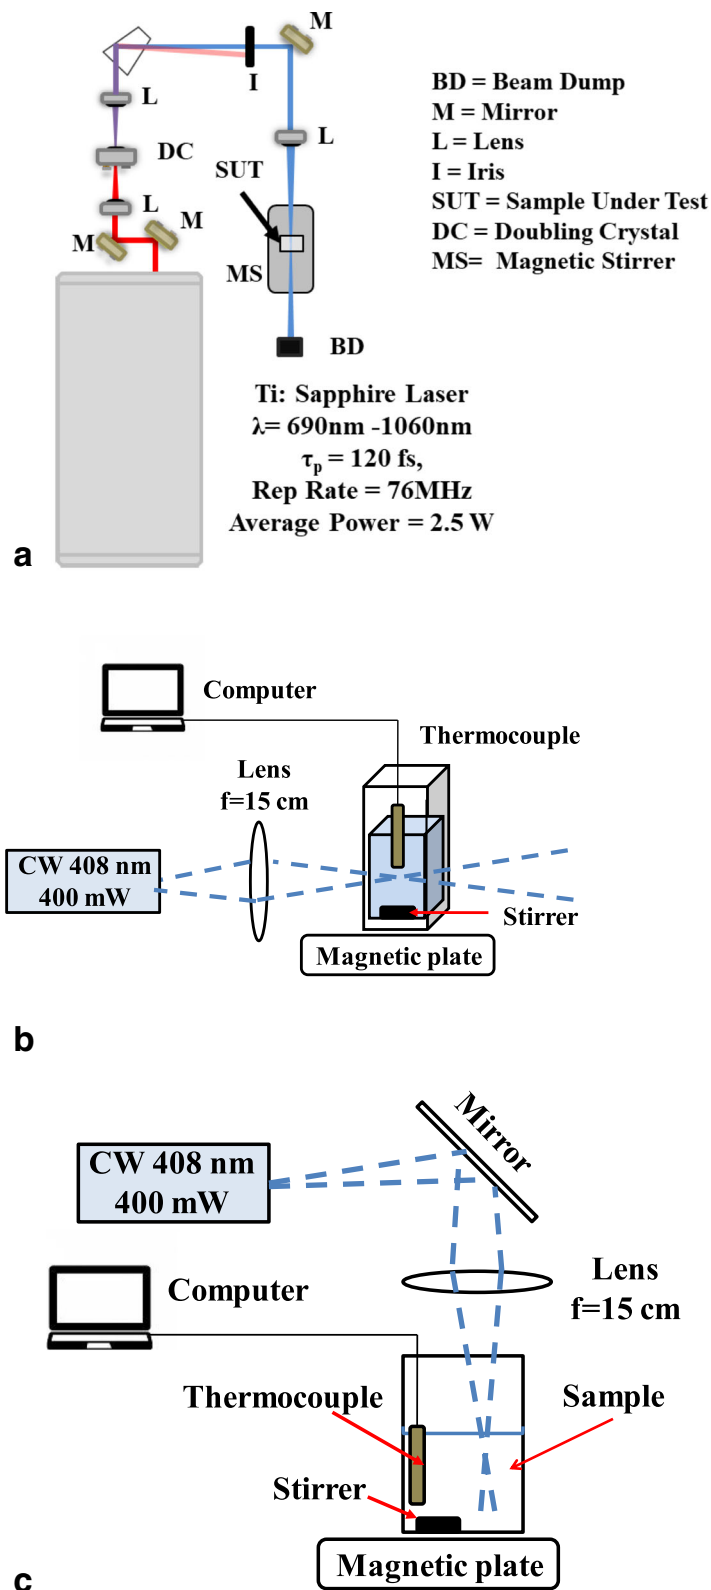 M
I
L
DC
L
M
M
L
SUT
MS
BD
BD = Beam Dump
M = Mirror
L = Lens
I = Iris
SUT = Sample Under Test
DC = Doubling Crystal
MS= Magnetic Stirrer
Ti: Sapphire Laser
λ= 690nm -1060nm
τp = 120 fs,
Rep Rate = 76MHz
Average Power = 2.5 W
a
Computer
Thermocouple
Lens
f=15 cm
CW 408 nm
400 mW
Stirrer
Magnetic plate
b
Mirror
CW 408 nm
400 mW
Lens
f=15 cm
Computer
Thermocouple
Sample
Stirrer
Magnetic plate
c